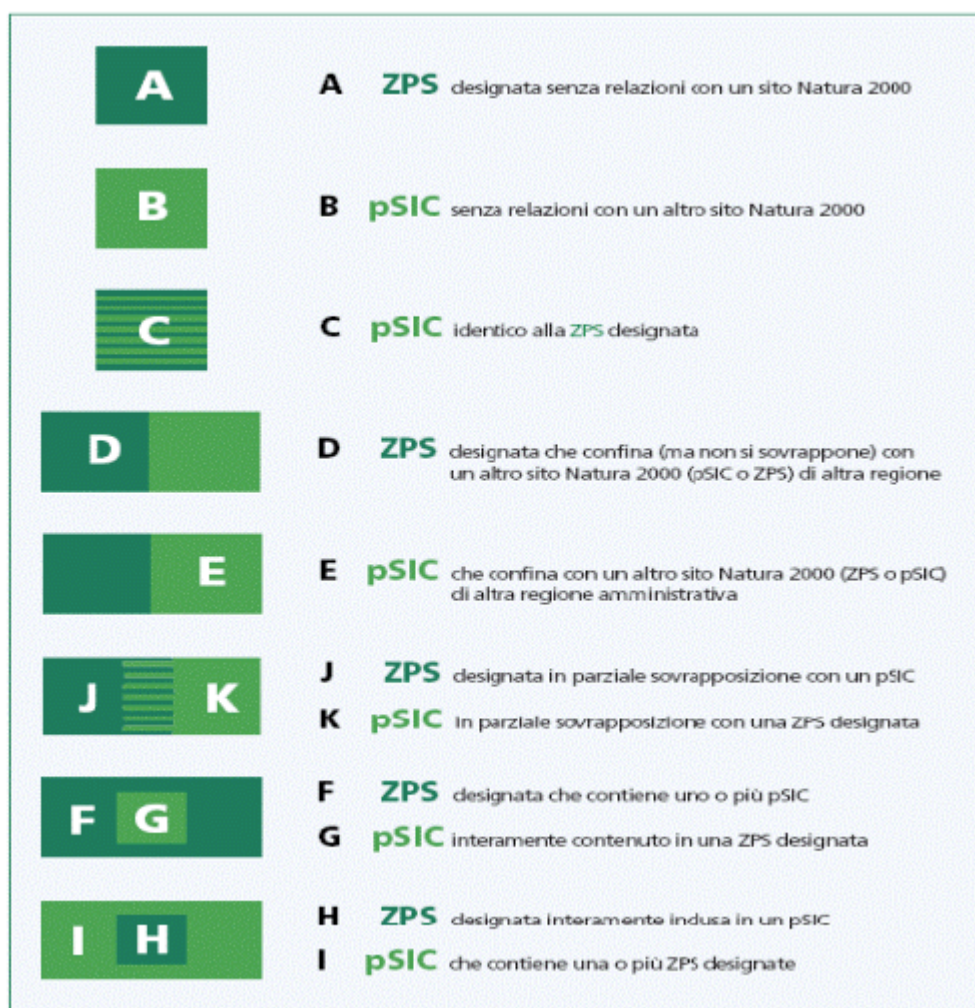 A A ZPS designata senza relazioni con un sito Natura 2000
B B pSIC senza relazioni con un altro sito Natura 2000
C C pSIC identico alla ZPS designata
D D ZPS designata che confina (ma non si sovrappone) con
un altro sito Natura 2000 (pSIC o ZPS) di altra regione
E E pSIC che confina con un altro sito Natura 2000 (ZPS o pSIC)
di altra regione amministrativa
J K J ZPS designata in parziale sovrapposizione con un pSIC
K pSIC in parziale sovrapposizione con una ZPS designata
F G F ZPS designata che contiene uno o più pSIC
G pSIC interamente contenuto in una ZPS designata
I H H ZPS designata interamente inclusa in un pSIC
I pSIC che contiene una o più ZPS designate